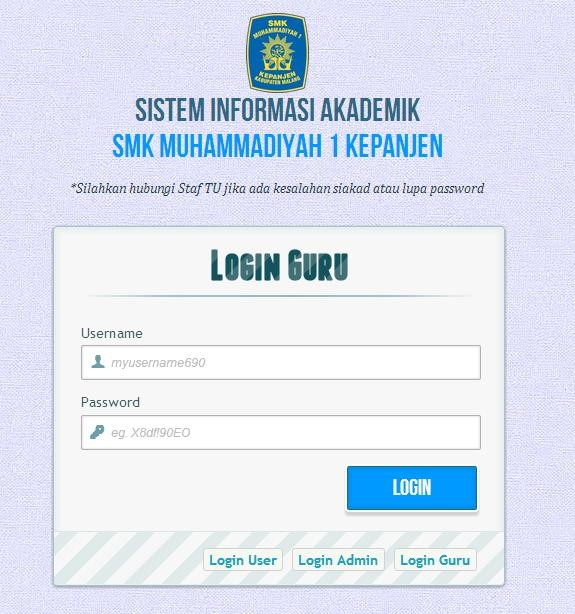 SMK
MUHAMMADIYAH 1
KEPANJEN
KABUPATEN MALANG
SISTEM INFORMASI AKADEMIK
SMK MUHAMMADIYAH 1 KEPANJEN
*Silahkan hubungi Staf TU jika ada kesalahan siakad atau lupa password
LOGIN GURU
Username
myusername690
Password
eg. X8df!90EO
LOGIN
Login User
Login Admin
Login Guru